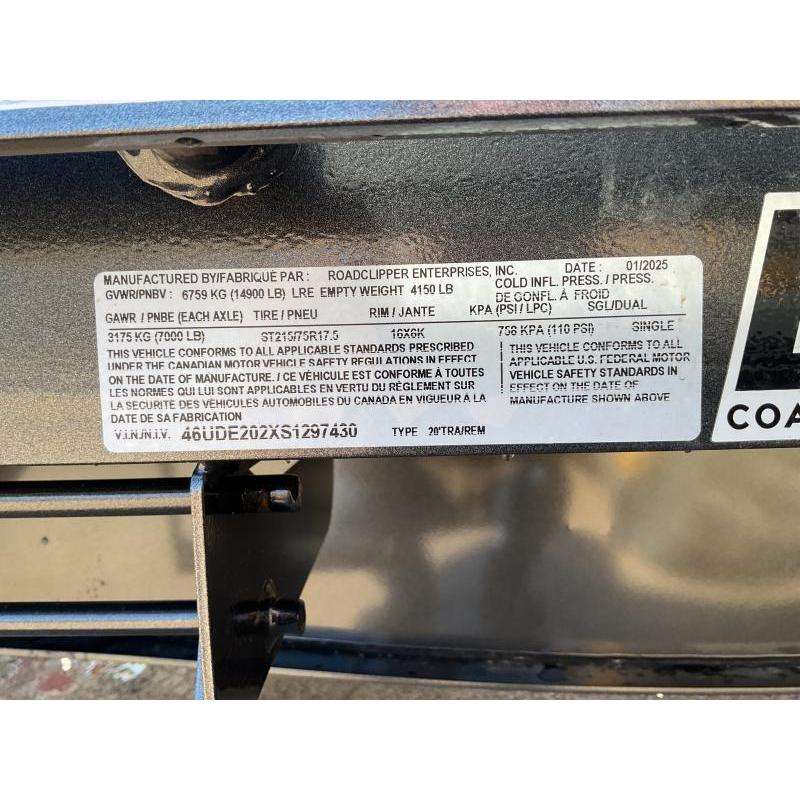 MANUFACTURED BY/FABRIQUÉ PAR : ROADCLIPPER ENTERPRISES, INC. DATE : 01/2025
GVWR/PNBV : 6759 KG (14900 LB) LRE EMPTY WEIGHT 4150 LB COLD INFL. PRESS. / PRESS.
DE GONFL. À FROID
GAWR / PNBE (EACH AXLE) TIRE / PNEU RIM / JANTE KPA (PSI / LPC) SGL/DUAL
3175 KG (7000 LB) ST215/75R17.5 16X6K 758 KPA (110 PSI) SINGLE
THIS VEHICLE CONFORMS TO ALL APPLICABLE STANDARDS PRESCRIBED
UNDER THE CANADIAN MOTOR VEHICLE SAFETY REGULATIONS IN EFFECT
ON THE DATE OF MANUFACTURE. / CE VÉHICULE EST CONFORME À TOUTES
LES NORMES QUI LUI SONT APPLICABLES EN VERTU DU RÈGLEMENT SUR
LA SÉCURITÉ DES VÉHICULES AUTOMOBILES DU CANADA EN VIGUEUR À LA
DATE DE SA FABRICATION
THIS VEHICLE CONFORMS TO ALL
APPLICABLE U.S. FEDERAL MOTOR
VEHICLE SAFETY STANDARDS IN
EFFECT ON THE DATE OF
MANUFACTURE SHOWN ABOVE
V.I.N./N.I.V. 46UDE202XS1297430 TYPE 20'TRA/REM
COA